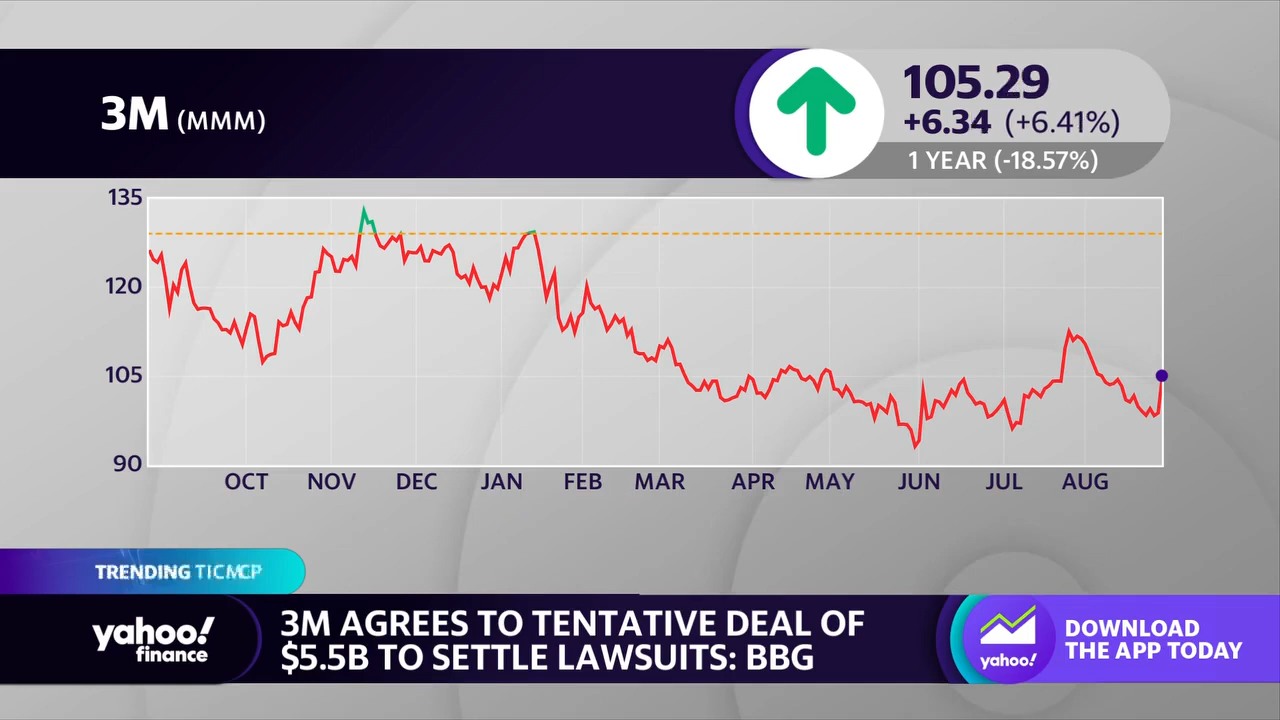 3M (MMM)
105.29
+6.34 (+6.41%)
1 YEAR (-18.57%)
135
120
105
90
OCT NOV DEC JAN FEB MAR APR MAY JUN JUL AUG
TRENDING
yahoo!
finance
3M AGREES TO TENTATIVE DEAL OF
$5.5B TO SETTLE LAWSUITS: BBG
yahoo!
DOWNLOAD
THE APP TODAY